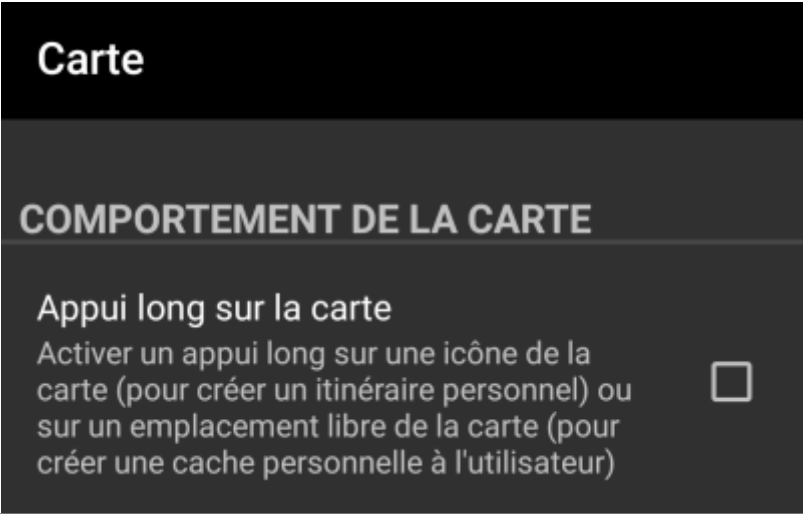 Carte
COMPORTEMENT DE LA CARTE
Appui long sur la carte
Activer un appui long sur une icône de la
carte (pour créer un itinéraire personnel) ou
sur un emplacement libre de la carte (pour
créer une cache personnelle à l'utilisateur)